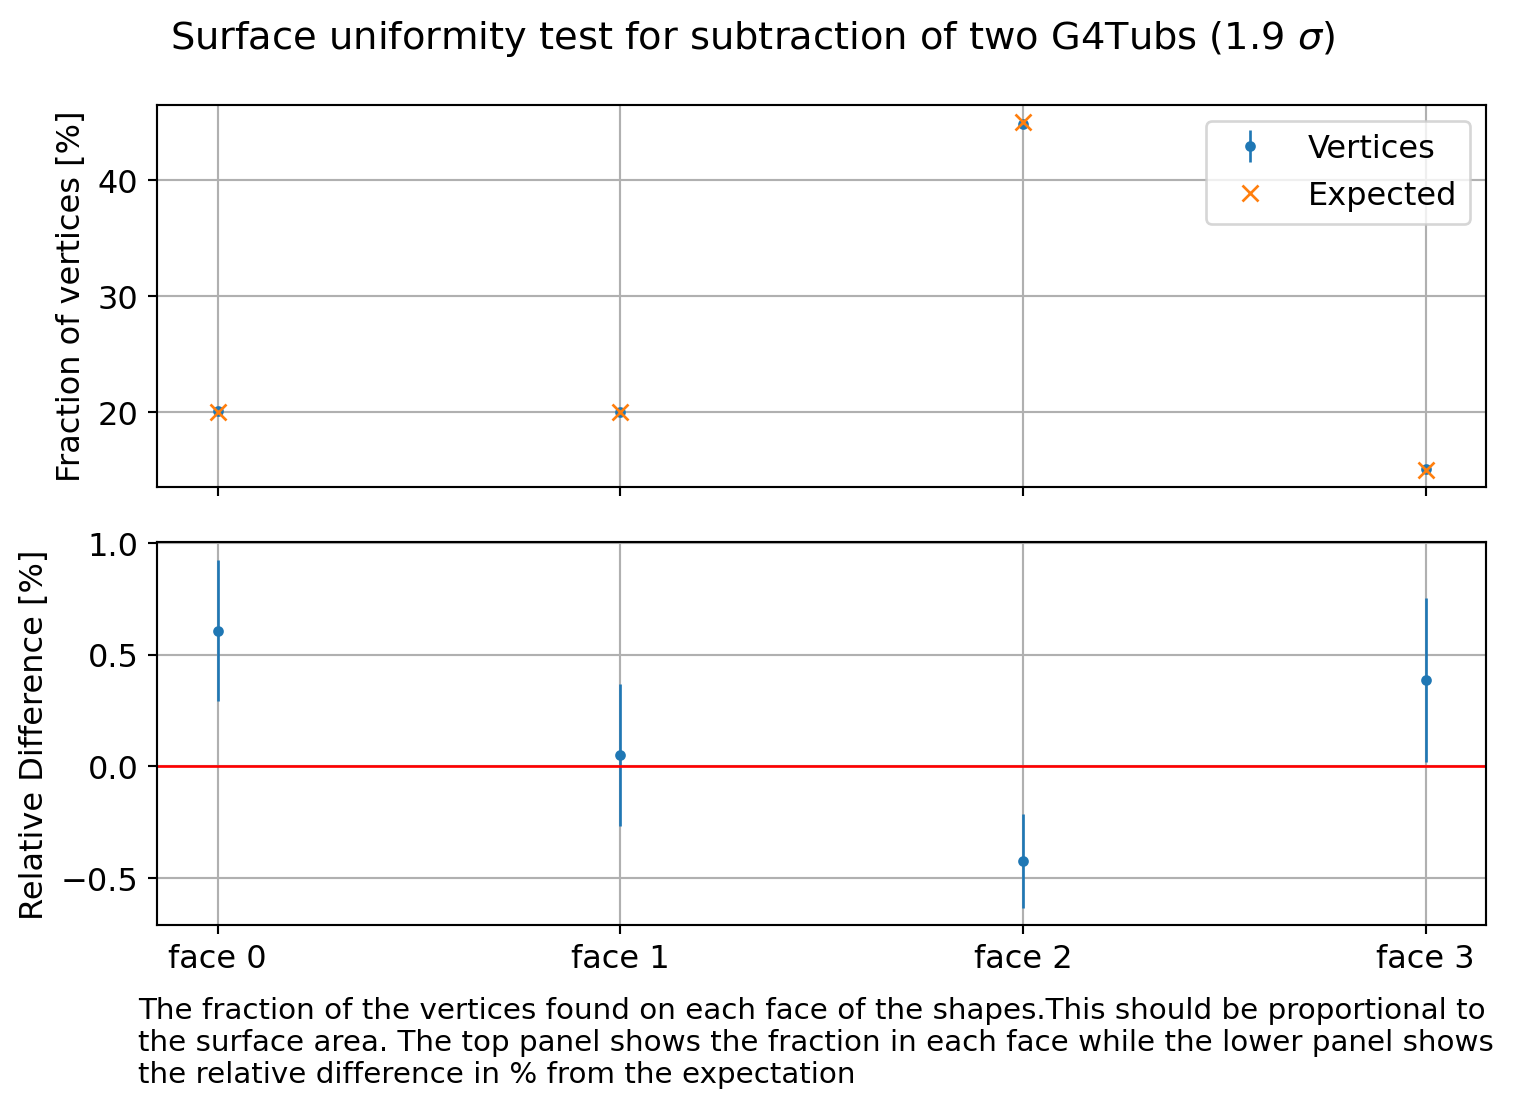 Surface uniformity test for subtraction of two G4Tubs (1.9 σ)
Fraction of vertices [%]
40
30
20
Vertices
Expected
Relative Difference [%]
1.0
0.5
0.0
−0.5
face 0
face 1
face 2
face 3
The fraction of the vertices found on each face of the shapes.This should be proportional to
the surface area. The top panel shows the fraction in each face while the lower panel shows
the relative difference in % from the expectation